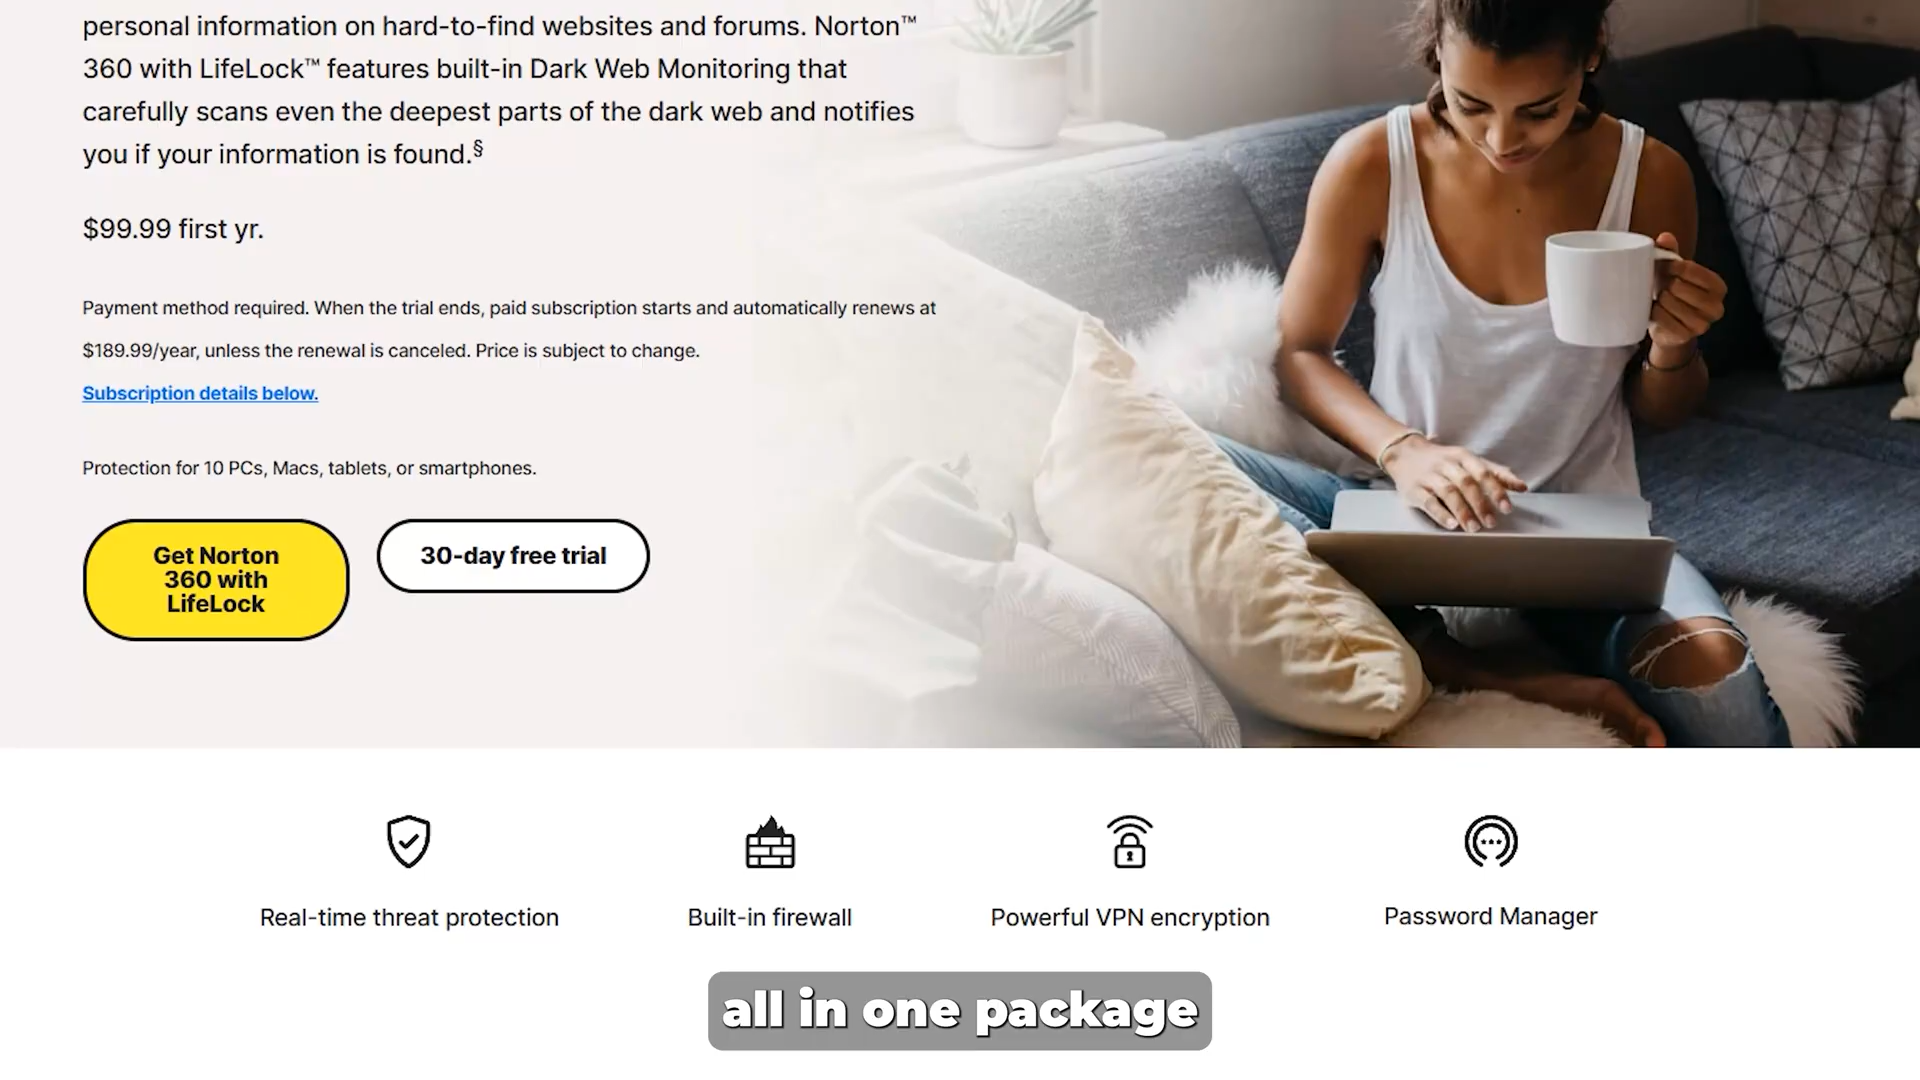 personal information on hard-to-find websites and forums. Norton™
360 with LifeLock™ features built-in Dark Web Monitoring that
carefully scans even the deepest parts of the dark web and notifies
you if your information is found.§
$99.99 first yr.
Payment method required. When the trial ends, paid subscription starts and automatically renews at
$189.99/year, unless the renewal is canceled. Price is subject to change.
Subscription details below.
Protection for 10 PCs, Macs, tablets, or smartphones.
Get Norton
360 with
LifeLock
30-day free trial
Real-time threat protection
Built-in firewall
Powerful VPN encryption
Password Manager
all in one package